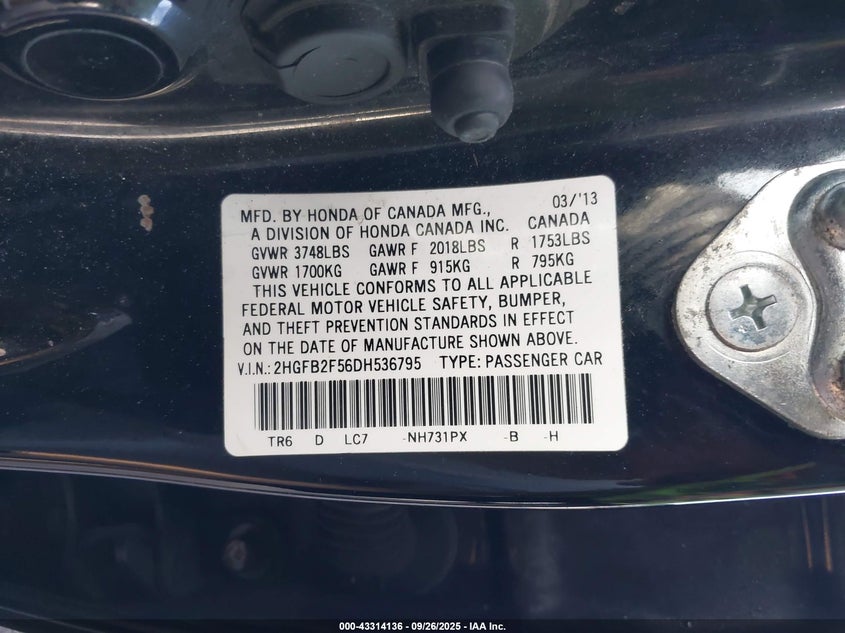 MFD. BY HONDA OF CANADA MFG., 03/'13
A DIVISION OF HONDA CANADA INC. CANADA
GVWR 3748LBS GAWR F 2018LBS R 1753LBS
GVWR 1700KG GAWR F 915KG R 795KG
THIS VEHICLE CONFORMS TO ALL APPLICABLE
FEDERAL MOTOR VEHICLE SAFETY, BUMPER,
AND THEFT PREVENTION STANDARDS IN EFFECT
ON THE DATE OF MANUFACTURE SHOWN ABOVE.
V.I.N.: 2HGFB2F56DH536795 TYPE: PASSENGER CAR
TR6 D LC7 -NH731PX -B -H
000-43314136 - 09/26/2025 - IAA Inc.